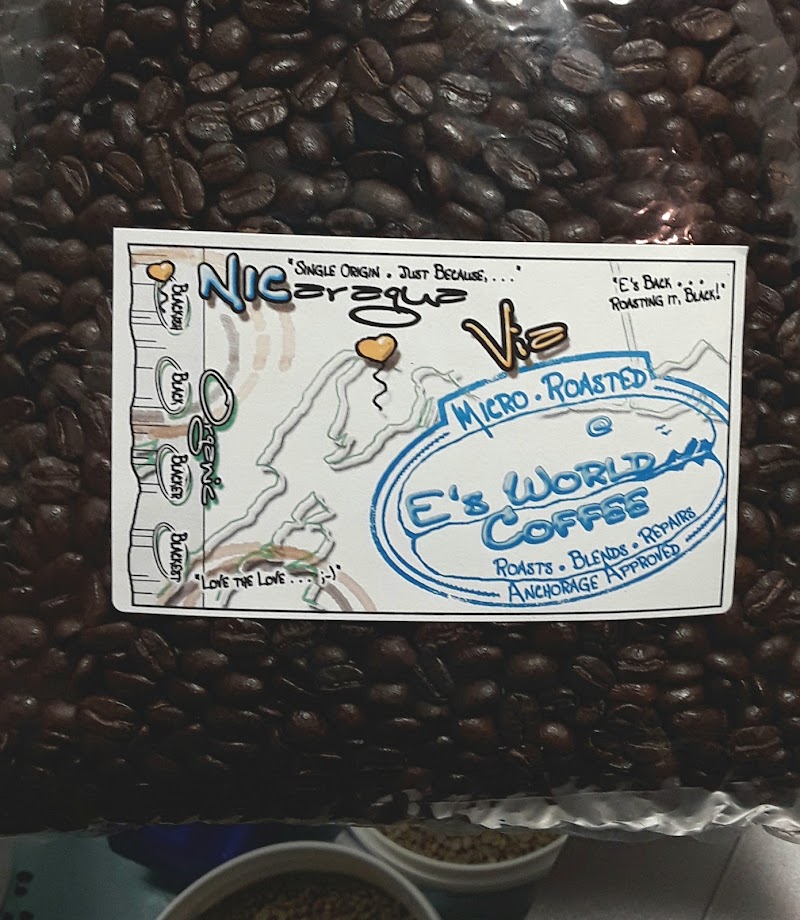 "Single Origin . Just Because, . . ."
NICaragua
"E's Back . . .
Roasting it, Black!"
Via
Blackish
Black
Blacker
Blackest
Organic
Micro . Roasted
@
E's World
Coffee
Roasts . Blends . Repairs
Anchorage Approved
"Love the Love . . . ;-)"